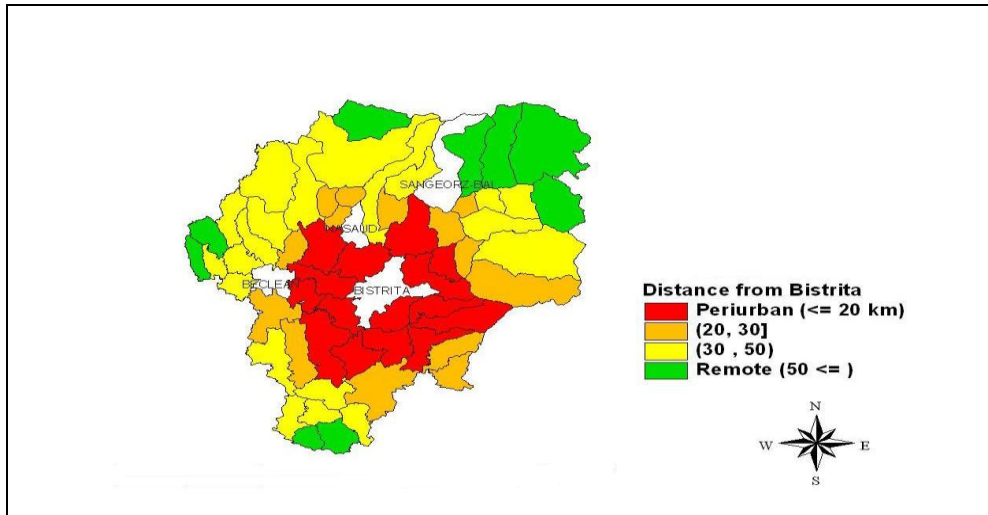 SANGEORZ-BAI
NASAUD
BECLEAN
BISTRITA
Distance from Bistrita
Periurban (<= 20 km)
(20, 30]
(30 , 50)
Remote (50 <= )
N
W E
S